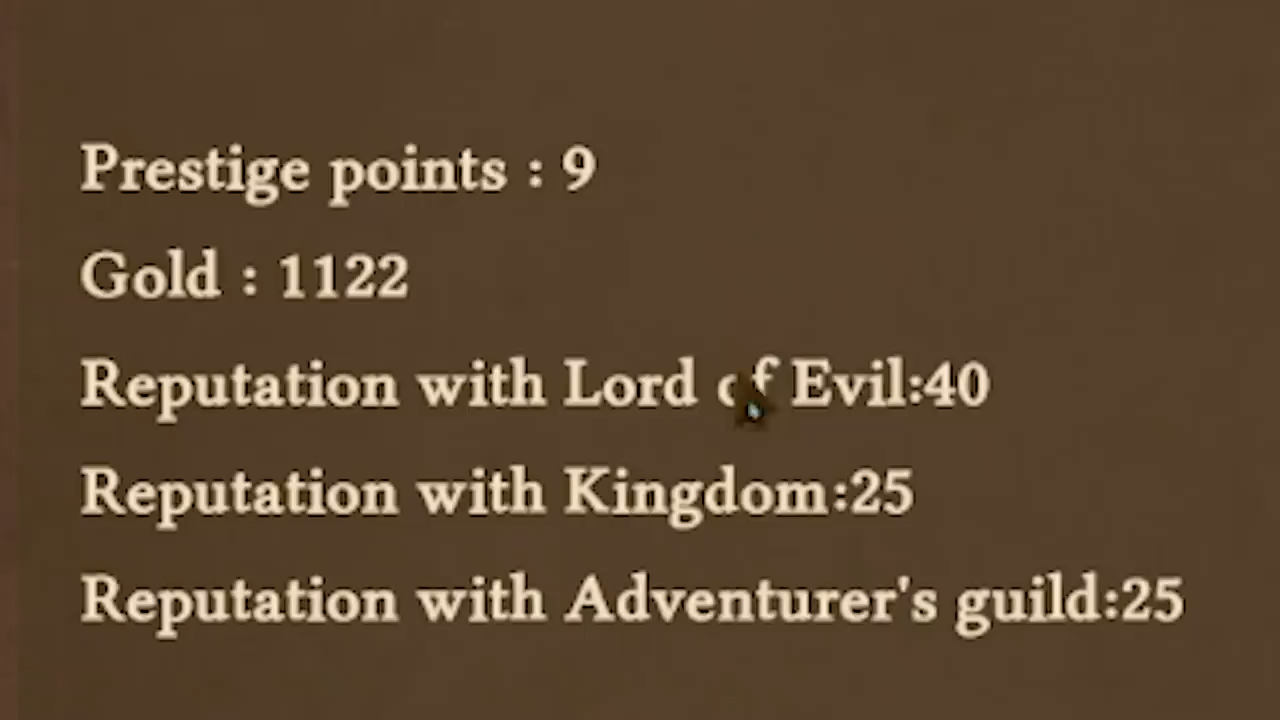 Prestige points : 9
Gold : 1122
Reputation with Lord of Evil:40
Reputation with Kingdom:25
Reputation with Adventurer's guild:25